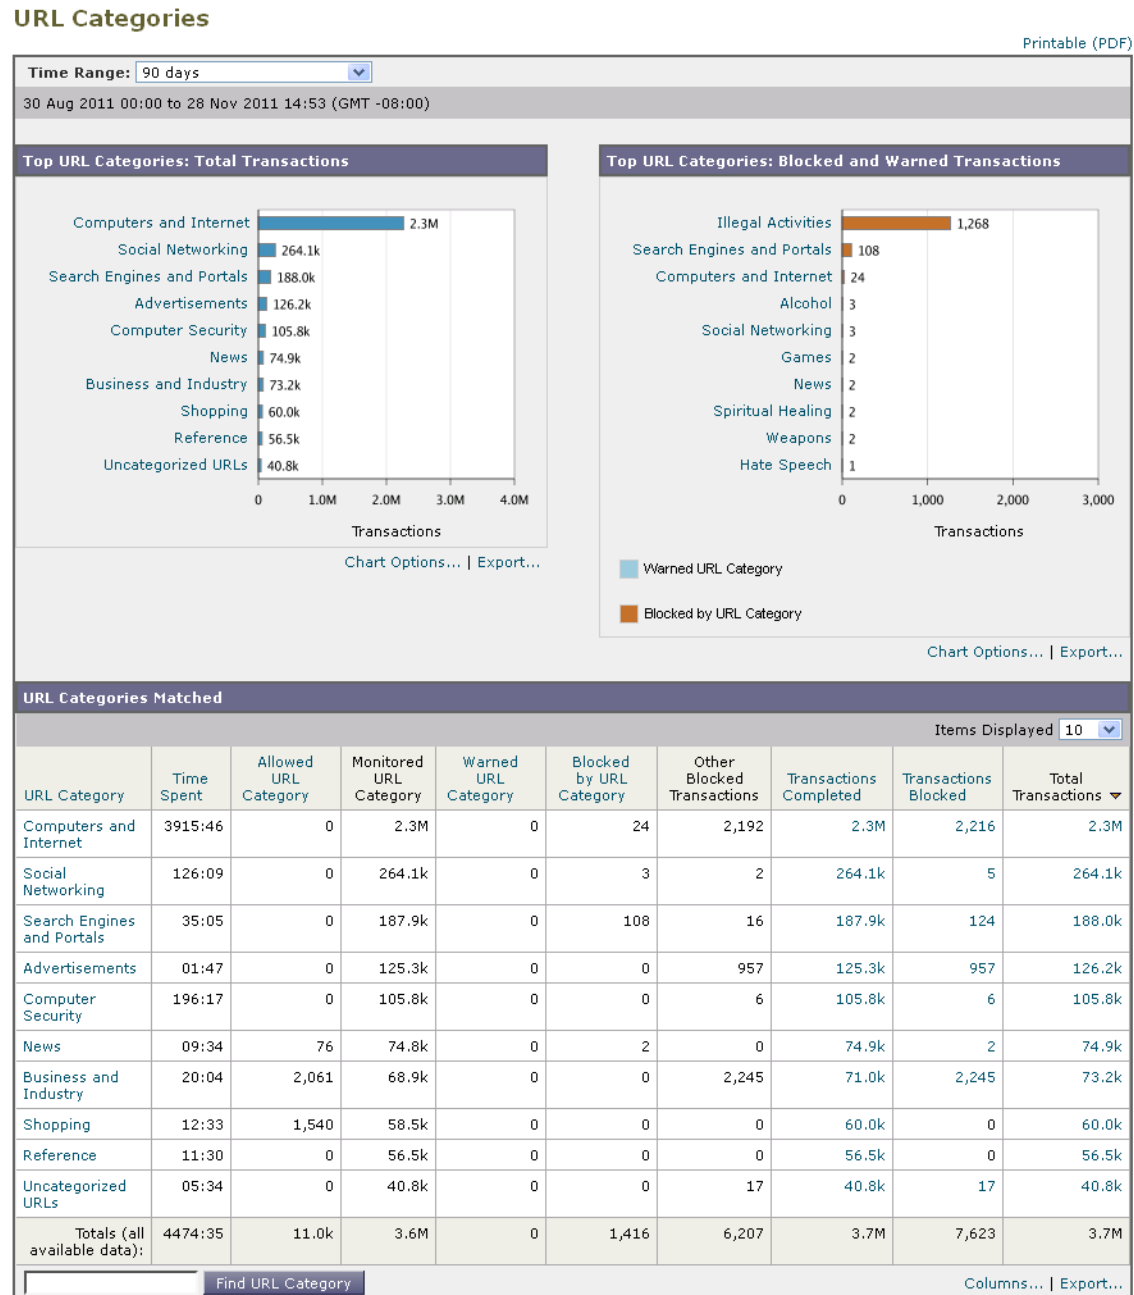 URL Categories
Printable (PDF)
Time Range: 90 days
30 Aug 2011 00:00 to 28 Nov 2011 14:53 (GMT -08:00)
Top URL Categories: Total Transactions
Computers and Internet 2.3M
Social Networking 264.1k
Search Engines and Portals 188.0k
Advertisements 126.2k
Computer Security 105.8k
News 74.9k
Business and Industry 73.2k
Shopping 60.0k
Reference 56.5k
Uncategorized URLs 40.8k
0 1.0M 2.0M 3.0M 4.0M
Transactions
Chart Options... | Export...
Top URL Categories: Blocked and Warned Transactions
Illegal Activities 1,268
Search Engines and Portals 108
Computers and Internet 24
Alcohol 3
Social Networking 3
Games 2
News 2
Spiritual Healing 2
Weapons 2
Hate Speech 1
0 1,000 2,000 3,000
Transactions
Warned URL Category
Blocked by URL Category
Chart Options... | Export...
URL Categories Matched
Items Displayed 10
URL Category Time Spent Allowed URL Category Monitored URL Category Warned URL Category Blocked by URL Category Other Blocked Transactions Transactions Completed Transactions Blocked Total Transactions
Computers and Internet 3915:46 0 2.3M 0 24 2,192 2.3M 2,216 2.3M
Social Networking 126:09 0 264.1k 0 3 2 264.1k 5 264.1k
Search Engines and Portals 35:05 0 187.9k 0 108 16 187.9k 124 188.0k
Advertisements 01:47 0 125.3k 0 0 957 125.3k 957 126.2k
Computer Security 196:17 0 105.8k 0 0 6 105.8k 6 105.8k
News 09:34 76 74.8k 0 2 0 74.9k 2 74.9k
Business and Industry 20:04 2,061 68.9k 0 0 2,245 71.0k 2,245 73.2k
Shopping 12:33 1,540 58.5k 0 0 0 60.0k 0 60.0k
Reference 11:30 0 56.5k 0 0 0 56.5k 0 56.5k
Uncategorized URLs 05:34 0 40.8k 0 0 17 40.8k 17 40.8k
Totals (all available data): 4474:35 11.0k 3.6M 0 1,416 6,207 3.7M 7,623 3.7M
Find URL Category
Columns... | Export...